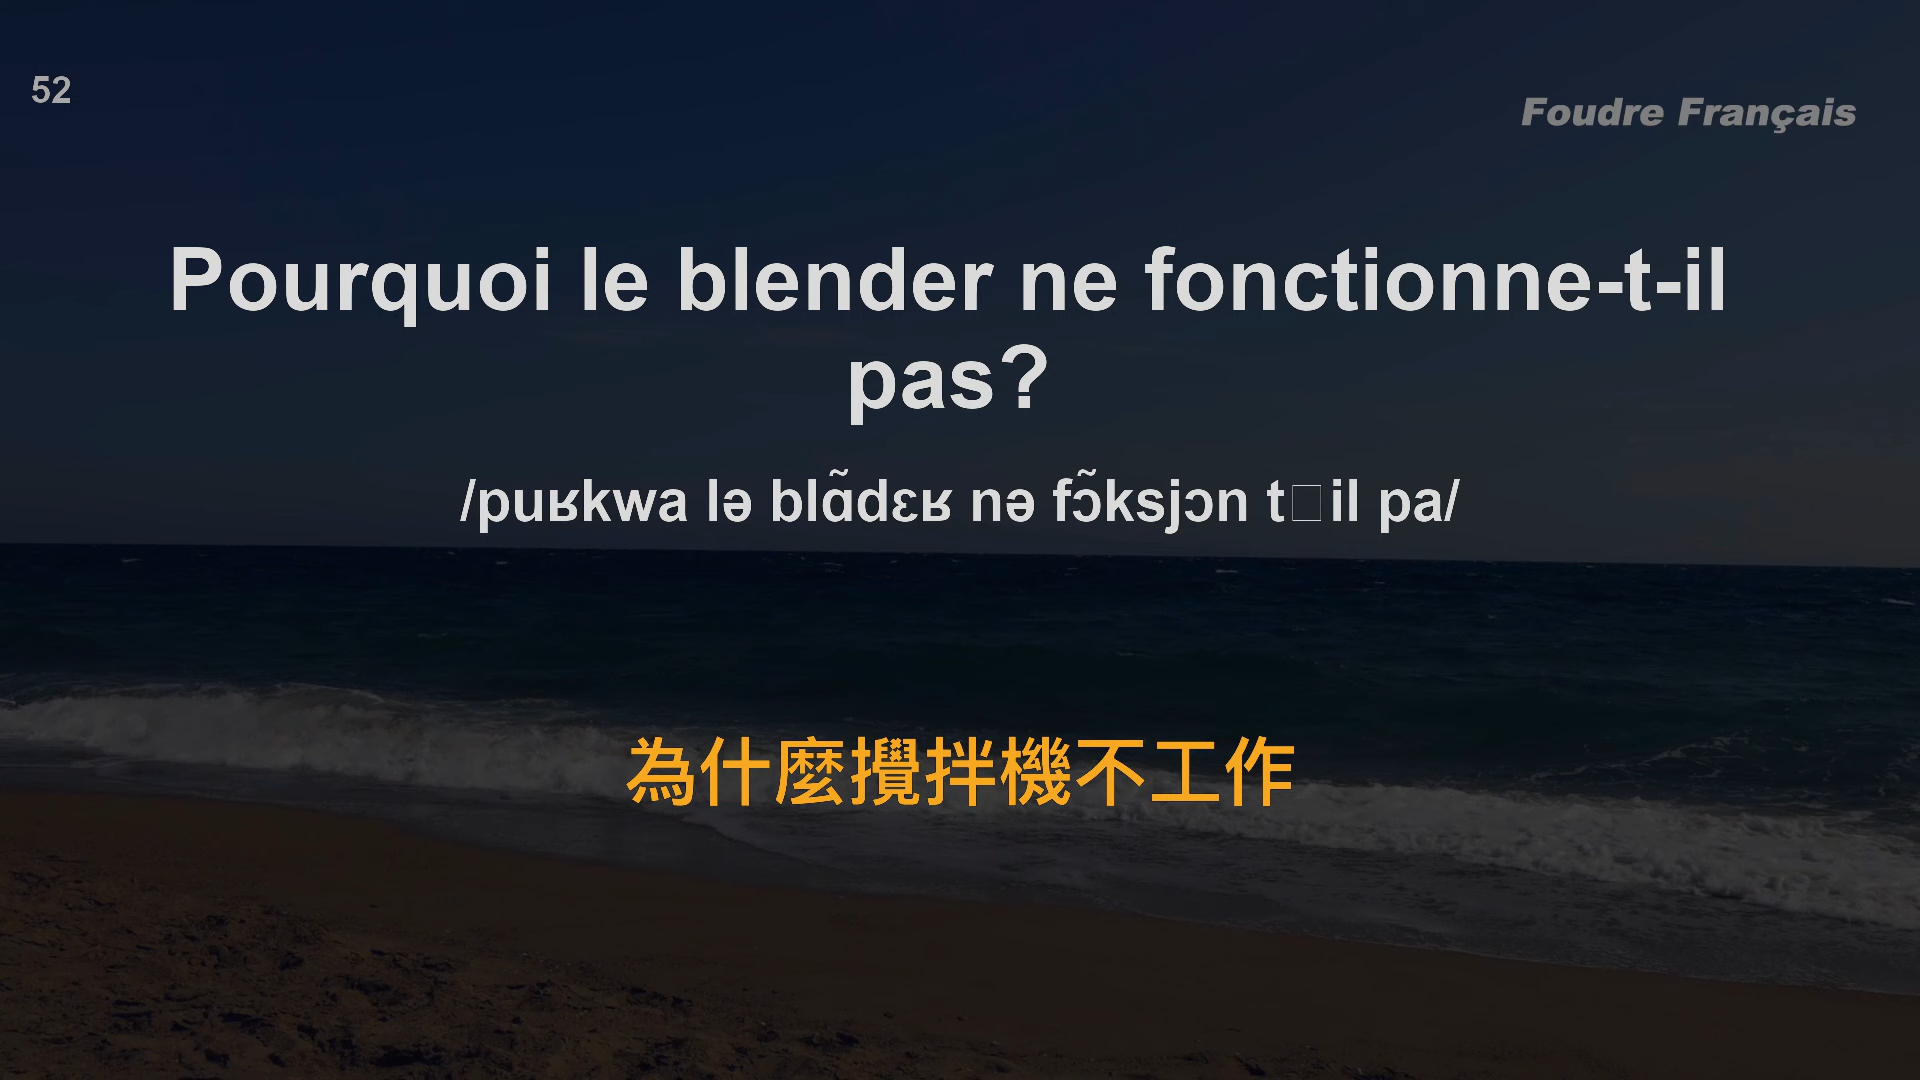 52
Foudre Français
Pourquoi le blender ne fonctionne-t-il
pas?
/puʁkwa lə blɑ̃dɛʁ nə fɔ̃ksjɔn t□il pa/
為什麼攪拌機不工作